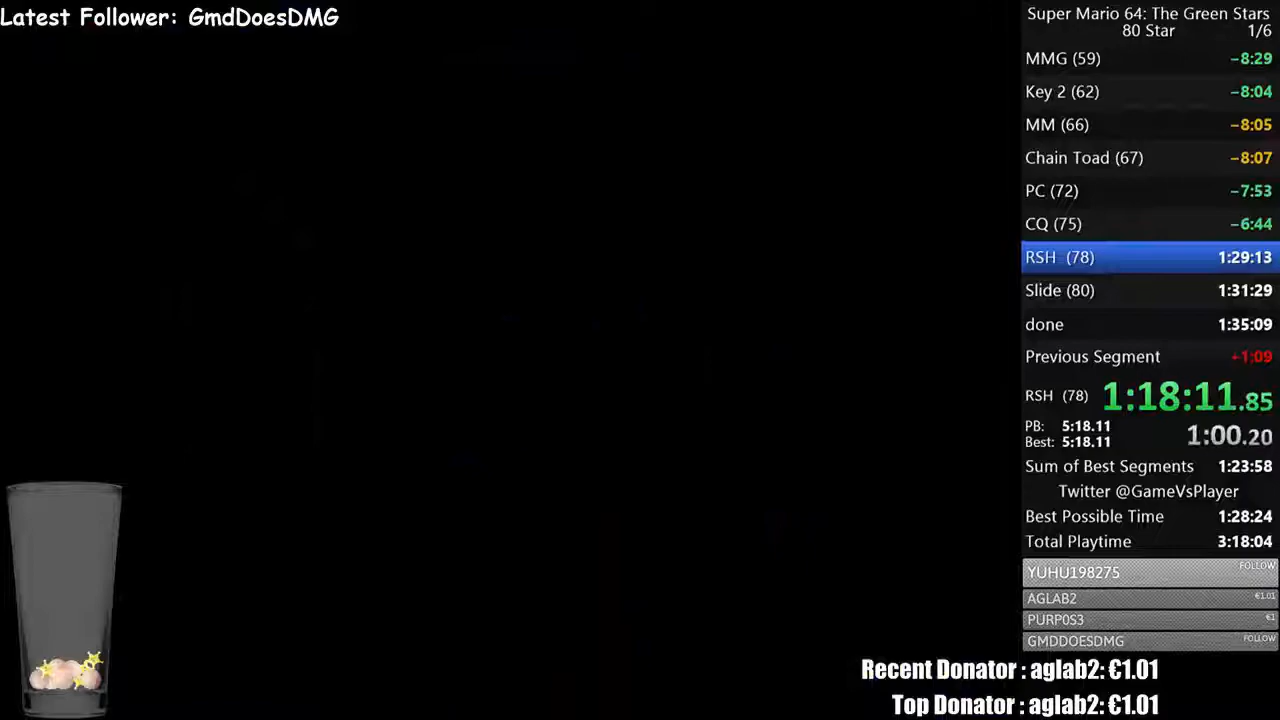 Latest Follower: GmdDoesDMG
Super Mario 64: The Green Stars
80 Star 1/6
MMG (59) −8:29
Key 2 (62) −8:04
MM (66) −8:05
Chain Toad (67) −8:07
PC (72) −7:53
CQ (75) −6:44
RSH (78) 1:29:13
Slide (80) 1:31:29
done 1:35:09
Previous Segment +1:09
RSH (78) 1:18:11.85
PB: 5:18.11
Best: 5:18.11 1:00.20
Sum of Best Segments 1:23:58
Twitter @GameVsPlayer
Best Possible Time 1:28:24
Total Playtime 3:18:04
YUHU198275 FOLLOW
AGLAB2 €1.01
PURP0S3 €1
GMDDOESDMG FOLLOW
Recent Donator : aglab2: €1.01
Top Donator : aglab2: €1.01